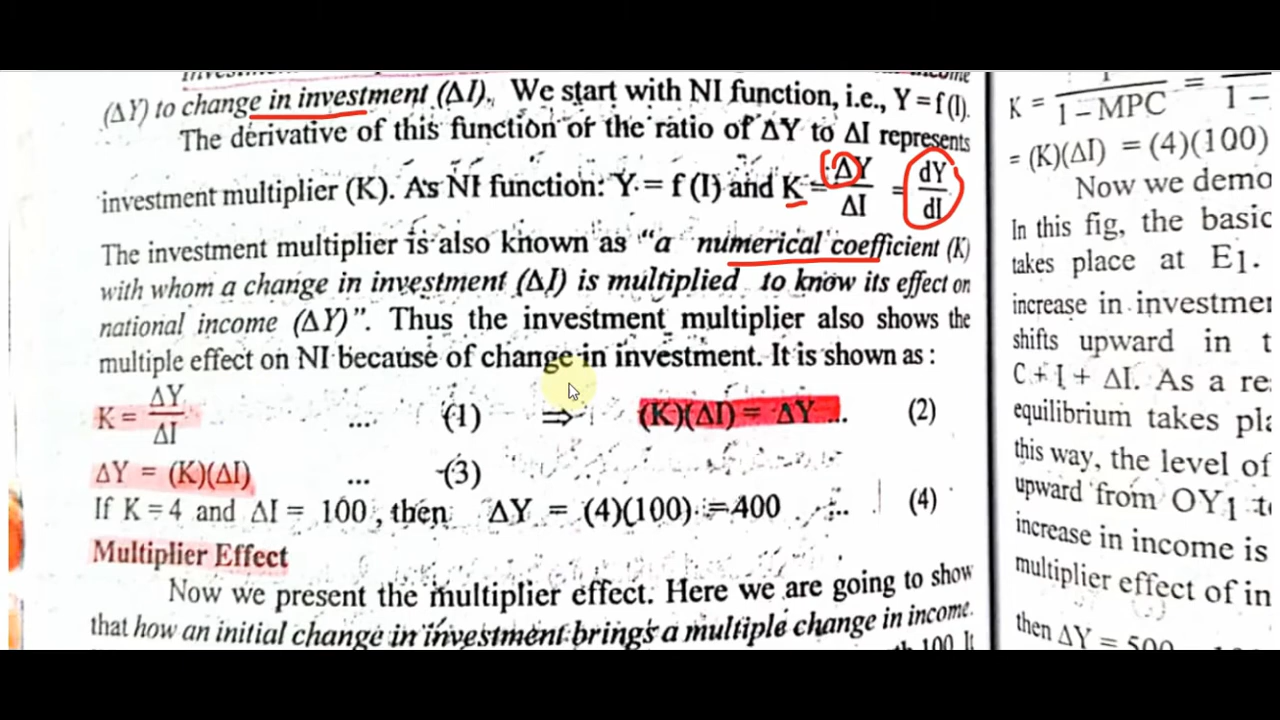 (ΔY) to change in investment (ΔI). We start with NI function, i.e., Y = f(I).
The derivative of this function or the ratio of ΔY to ΔI represents
investment multiplier (K). As NI function: Y = f (I) and K = ΔY/ΔI = dY/dI
The investment multiplier is also known as "a numerical coefficient (K)
with whom a change in investment (ΔI) is multiplied to know its effect on
national income (ΔY)". Thus the investment multiplier also shows the
multiple effect on NI because of change in investment. It is shown as :
K = ΔY/ΔI .... (1) ⇒ (K)(ΔI) = ΔY ... (2)
ΔY = (K)(ΔI) ... (3)
If K = 4 and ΔI = 100, then ΔY = (4)(100) = 400 ... (4)
Multiplier Effect
Now we present the multiplier effect. Here we are going to show
that how an initial change in investment brings a multiple change in income.
K = 1/1 − MPC =
= (K)(ΔI) = (4)(100)
Now we demo
In this fig, the basic
takes place at E1.
increase in investmen
shifts upward in t
C + I + ΔI. As a re
equilibrium takes pla
this way, the level of
upward from OY1 to
increase in income is
multiplier effect of in
then ΔY = 500